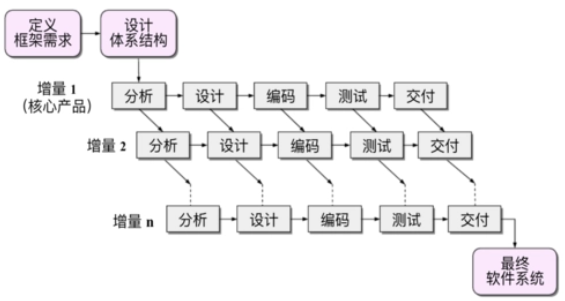 定义
框架需求
设计
体系结构
增量 1
（核心产品）
分析 设计 编码 测试 交付
增量 2
分析 设计 编码 测试 交付
增量 n
分析 设计 编码 测试 交付
最终
软件系统